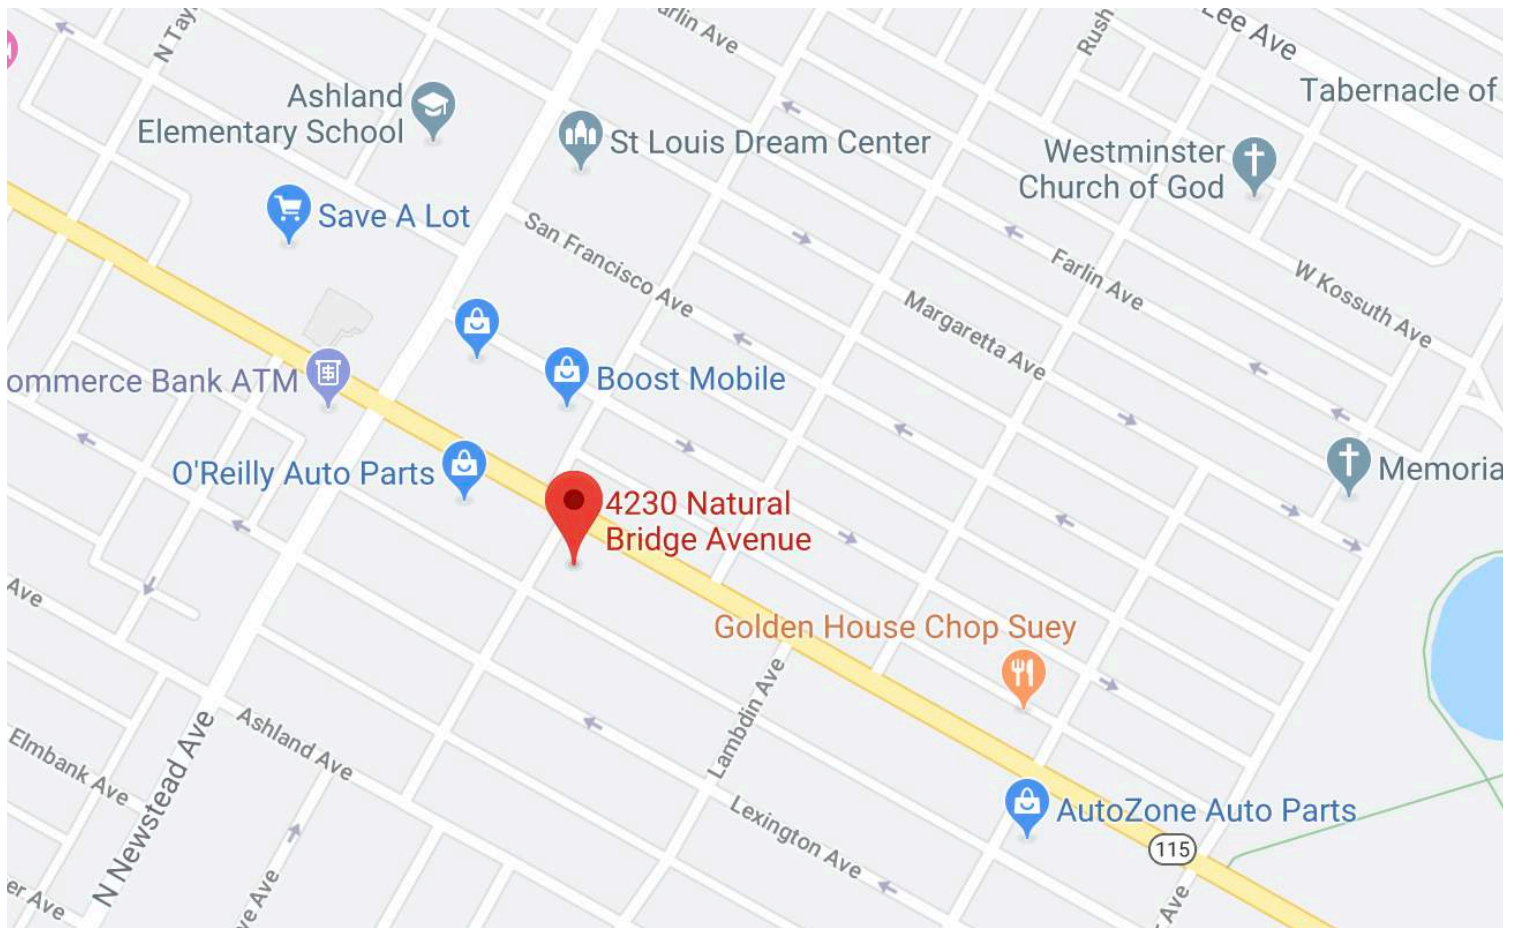 N Tay
arlin Ave
Rush
Lee Ave
Ashland
Elementary School
Tabernacle of
St Louis Dream Center
Westminster
Church of God
Save A Lot
San Francisco Ave
Farlin Ave
W Kossuth Ave
Margaretta Ave
ommerce Bank ATM
Boost Mobile
O'Reilly Auto Parts
Memoria
4230 Natural
Bridge Avenue
Ave
Golden House Chop Suey
Lambdin Ave
Ashland Ave
Elmbank Ave
N Newstead Ave
Lexington Ave
AutoZone Auto Parts
115
er Ave
ve Ave
Ave